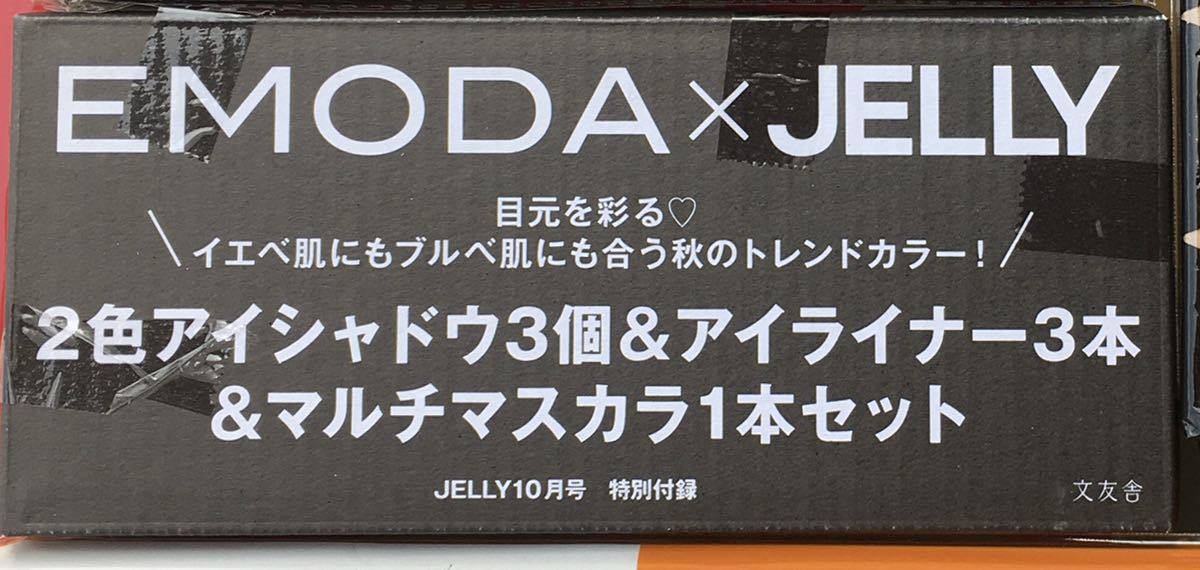 EMODA×JELLY
目元を彩る♡
\イエベ肌にもブルベ肌にも合う秋のトレンドカラー！/
2色アイシャドウ3個&アイライナー3本
&マルチマスカラ1本セット
JELLY10月号 特別付録
文友舎